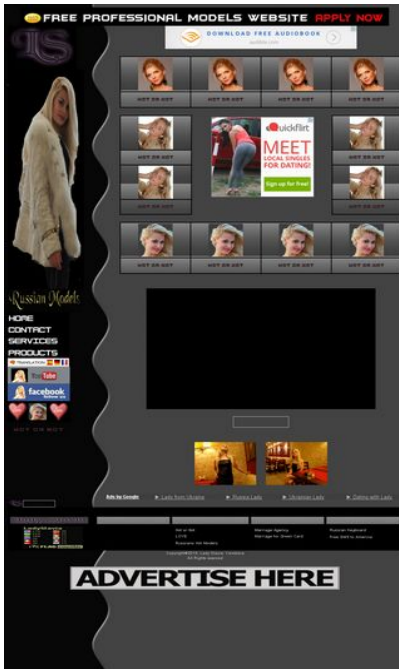 FREE PROFESSIONAL MODELS WEBSITE APPLY NOW
LS
DOWNLOAD FREE AUDIOBOOK
HOT OR NOT HOT OR NOT HOT OR NOT HOT OR NOT
HOT OR NOT
HOT OR NOT
Quickflirt
MEET
LOCAL SINGLES
FOR DATING!
Sign up for free!
HOT OR NOT
HOT OR NOT
HOT OR NOT HOT OR NOT HOT OR NOT HOT OR NOT
Russian Models
HOME
CONTACT
SERVICES
PRODUCTS
TRANSLATION
YouTube
facebook
follow us
HOT OR NOT
Ads by Google
Lady from Ukraine
Russia Lady
Ukrainian Lady
Dating with Lady
Hot or Not
LOVE
Russians Hot Models
Marriage Agency
Marriage for Green Card
Russian Keyboard
ADVERTISE HERE